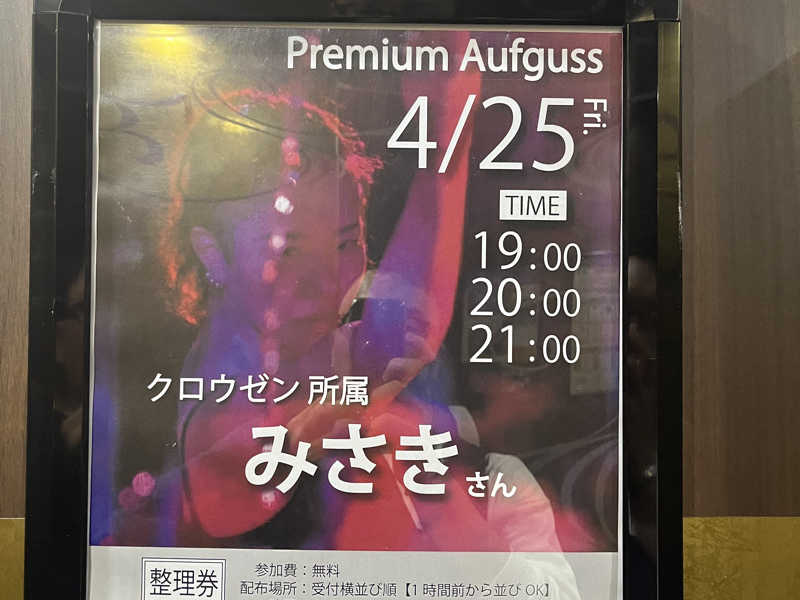 Premium Aufguss
4/25 Fri.
TIME
19:00
20:00
21:00
クロウゼン 所属
みさきさん
整理券
参加費：無料
配布場所：受付横並び順【1時間前から並びOK】